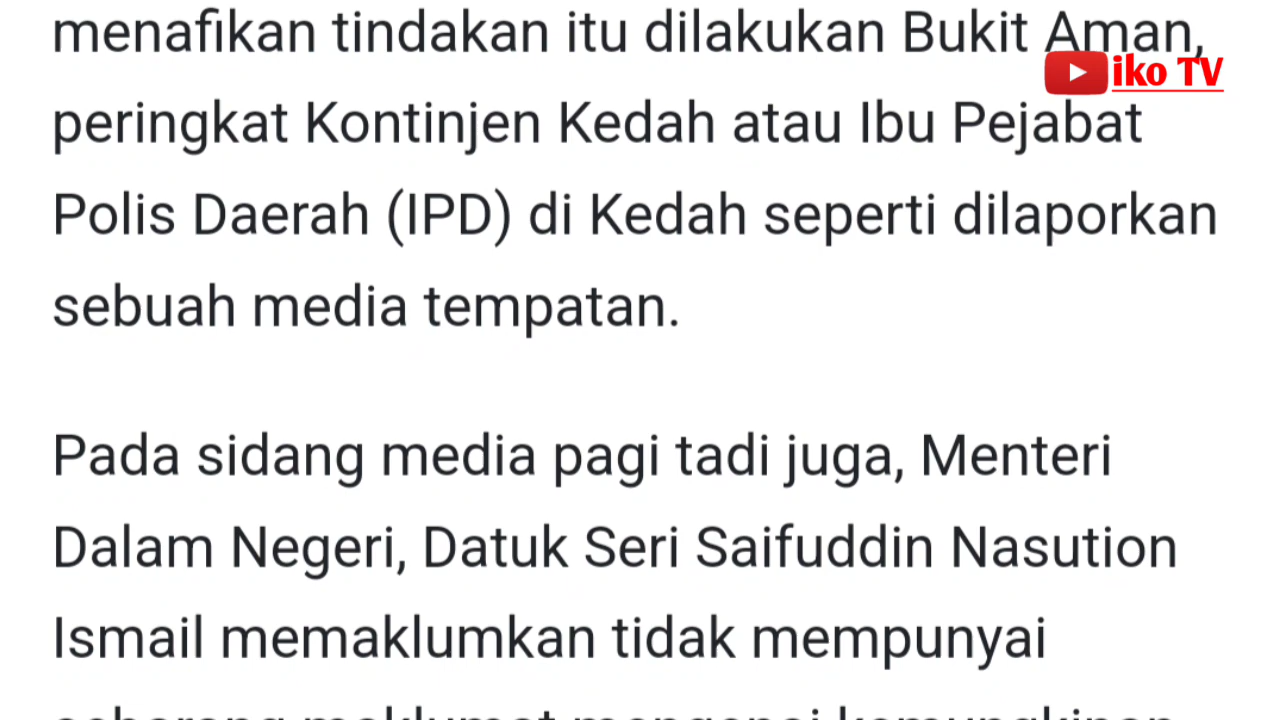 menafikan tindakan itu dilakukan Bukit Aman,
iko TV
peringkat Kontinjen Kedah atau Ibu Pejabat
Polis Daerah (IPD) di Kedah seperti dilaporkan
sebuah media tempatan.
Pada sidang media pagi tadi juga, Menteri
Dalam Negeri, Datuk Seri Saifuddin Nasution
Ismail memaklumkan tidak mempunyai